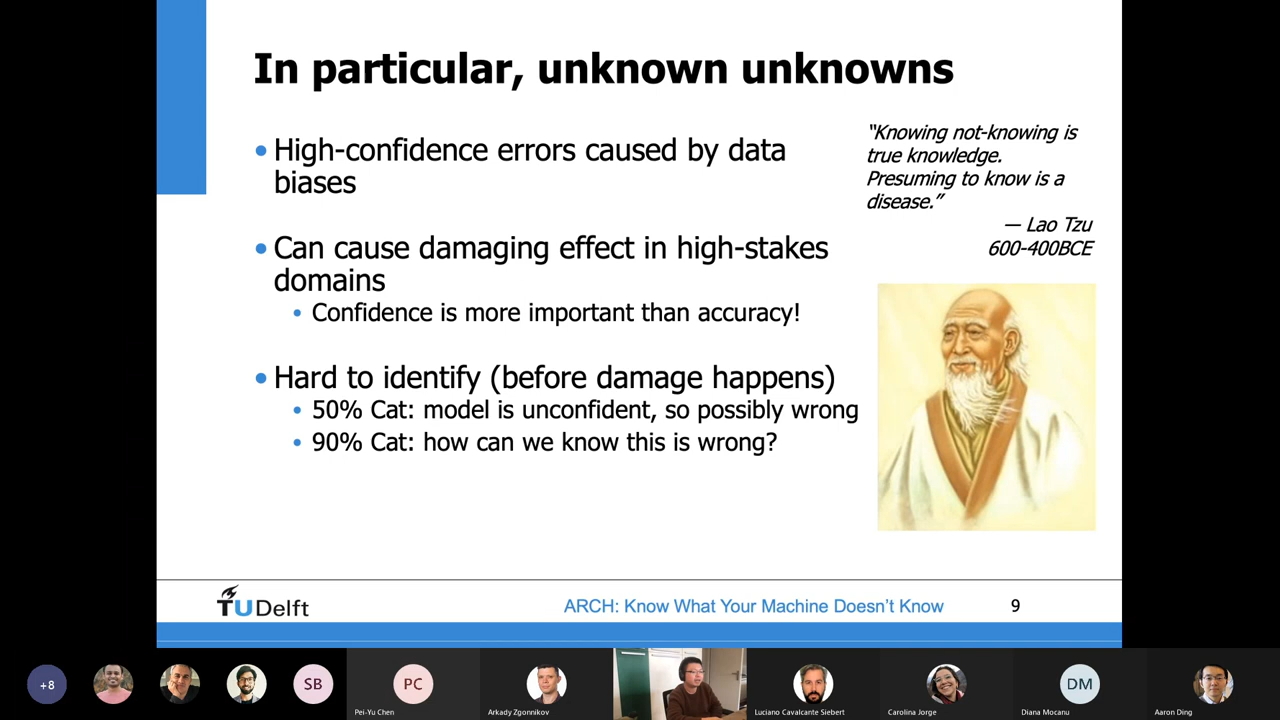 In particular, unknown unknowns
• High-confidence errors caused by data
biases
• Can cause damaging effect in high-stakes
domains
• Confidence is more important than accuracy!
• Hard to identify (before damage happens)
• 50% Cat: model is unconfident, so possibly wrong
• 90% Cat: how can we know this is wrong?
“Knowing not-knowing is
true knowledge.
Presuming to know is a
disease.”
— Lao Tzu
600-400BCE
TUDelft
ARCH: Know What Your Machine Doesn’t Know
9
+8
SB
PC
Pei-Yu Chen
Arkady Zgonnikov
Luciano Cavalcante Siebert
Carolina Jorge
DM
Diana Mocanu
Aaron Ding